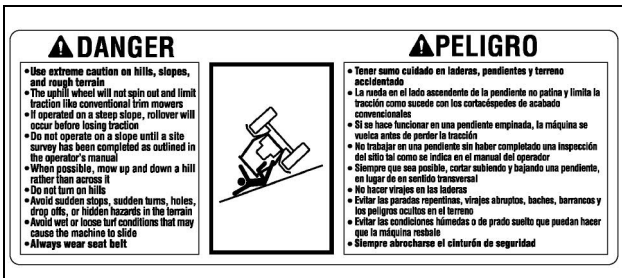 DANGER
• Use extreme caution on hills, slopes,
and rough terrain
• The uphill wheel will not spin out and limit
traction like conventional trim mowers
• If operated on a steep slope, rollover will
occur before losing traction
• Do not operate on a slope until a site
survey has been completed as outlined in
the operator's manual
• When possible, mow up and down a hill
rather than across it
• Do not turn on hills
• Avoid sudden stops, sudden turns, holes,
drop offs, or hidden hazards in the terrain
• Avoid wet or loose turf conditions that may
cause the machine to slide
• Always wear seat belt
PELIGRO
• Tener sumo cuidado en laderas, pendientes y terreno
accidentado
• La rueda en el lado ascendente de la pendiente no patina y limita la
tracción como sucede con los cortacéspedes de acabado
convencionales
• Si se hace funcionar en una pendiente empinada, la máquina se
vuelca antes de perder la tracción
• No trabajar en una pendiente sin haber completado una inspección
del sitio tal como se indica en el manual del operador
• Siempre que sea posible, cortar subiendo y bajando una pendiente,
en lugar de en sentido transversal
• No hacer virajes en las laderas
• Evitar las paradas repentinas, virajes abruptos, baches, barrancos y
los peligros ocultos en el terreno
• Evitar las condiciones húmedas o de prado suelto que puedan hacer
que la máquina resbale
• Siempre abrocharse el cinturón de seguridad